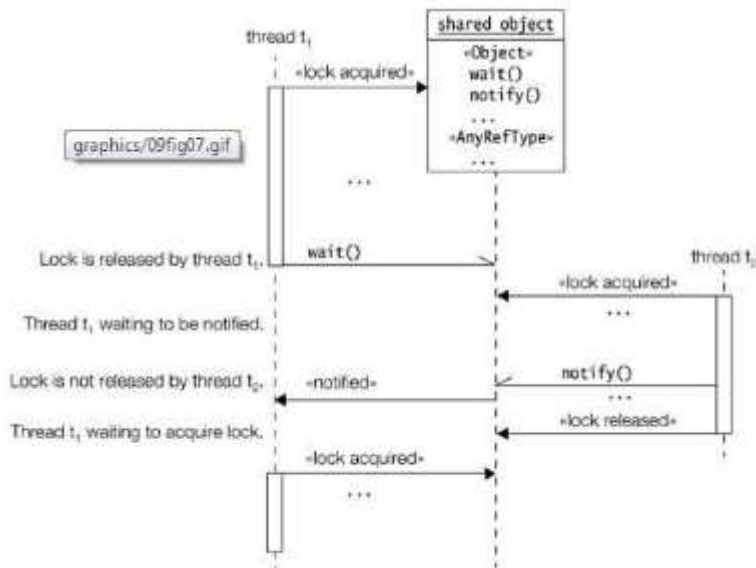 shared object
thread t₁
«Object»
«lock acquired»
wait()
notify()
...
graphics/09fig07.gif
«AnyRefType»
...
...
Lock is released by thread t₁.
wait()
thread t₂
«lock acquired»
...
Thread t₁ waiting to be notified.
Lock is not released by thread t₂.
«notified»
notify()
...
Thread t₁ waiting to acquire lock.
«lock released»
«lock acquired»
...